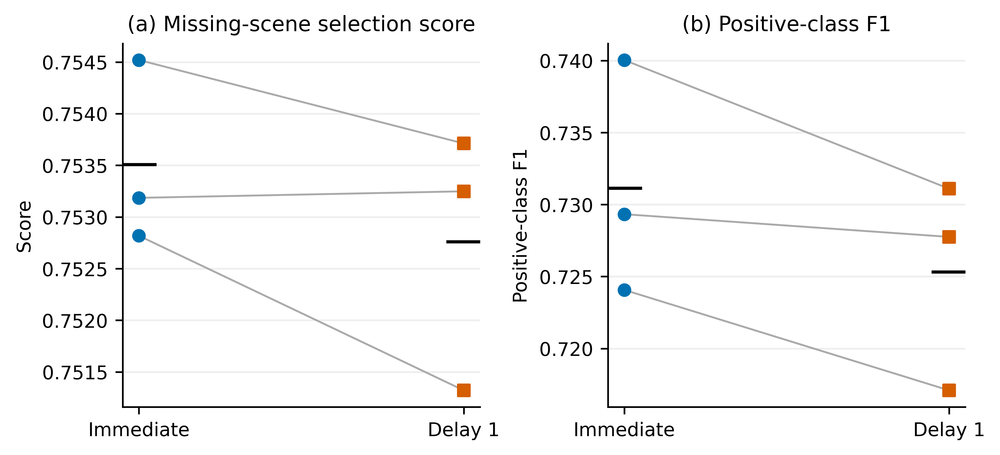 (a) Missing-scene selection score
Score
0.7545
0.7540
0.7535
0.7530
0.7525
0.7520
0.7515
Immediate
Delay 1
(b) Positive-class F1
Positive-class F1
0.740
0.735
0.730
0.725
0.720
Immediate
Delay 1